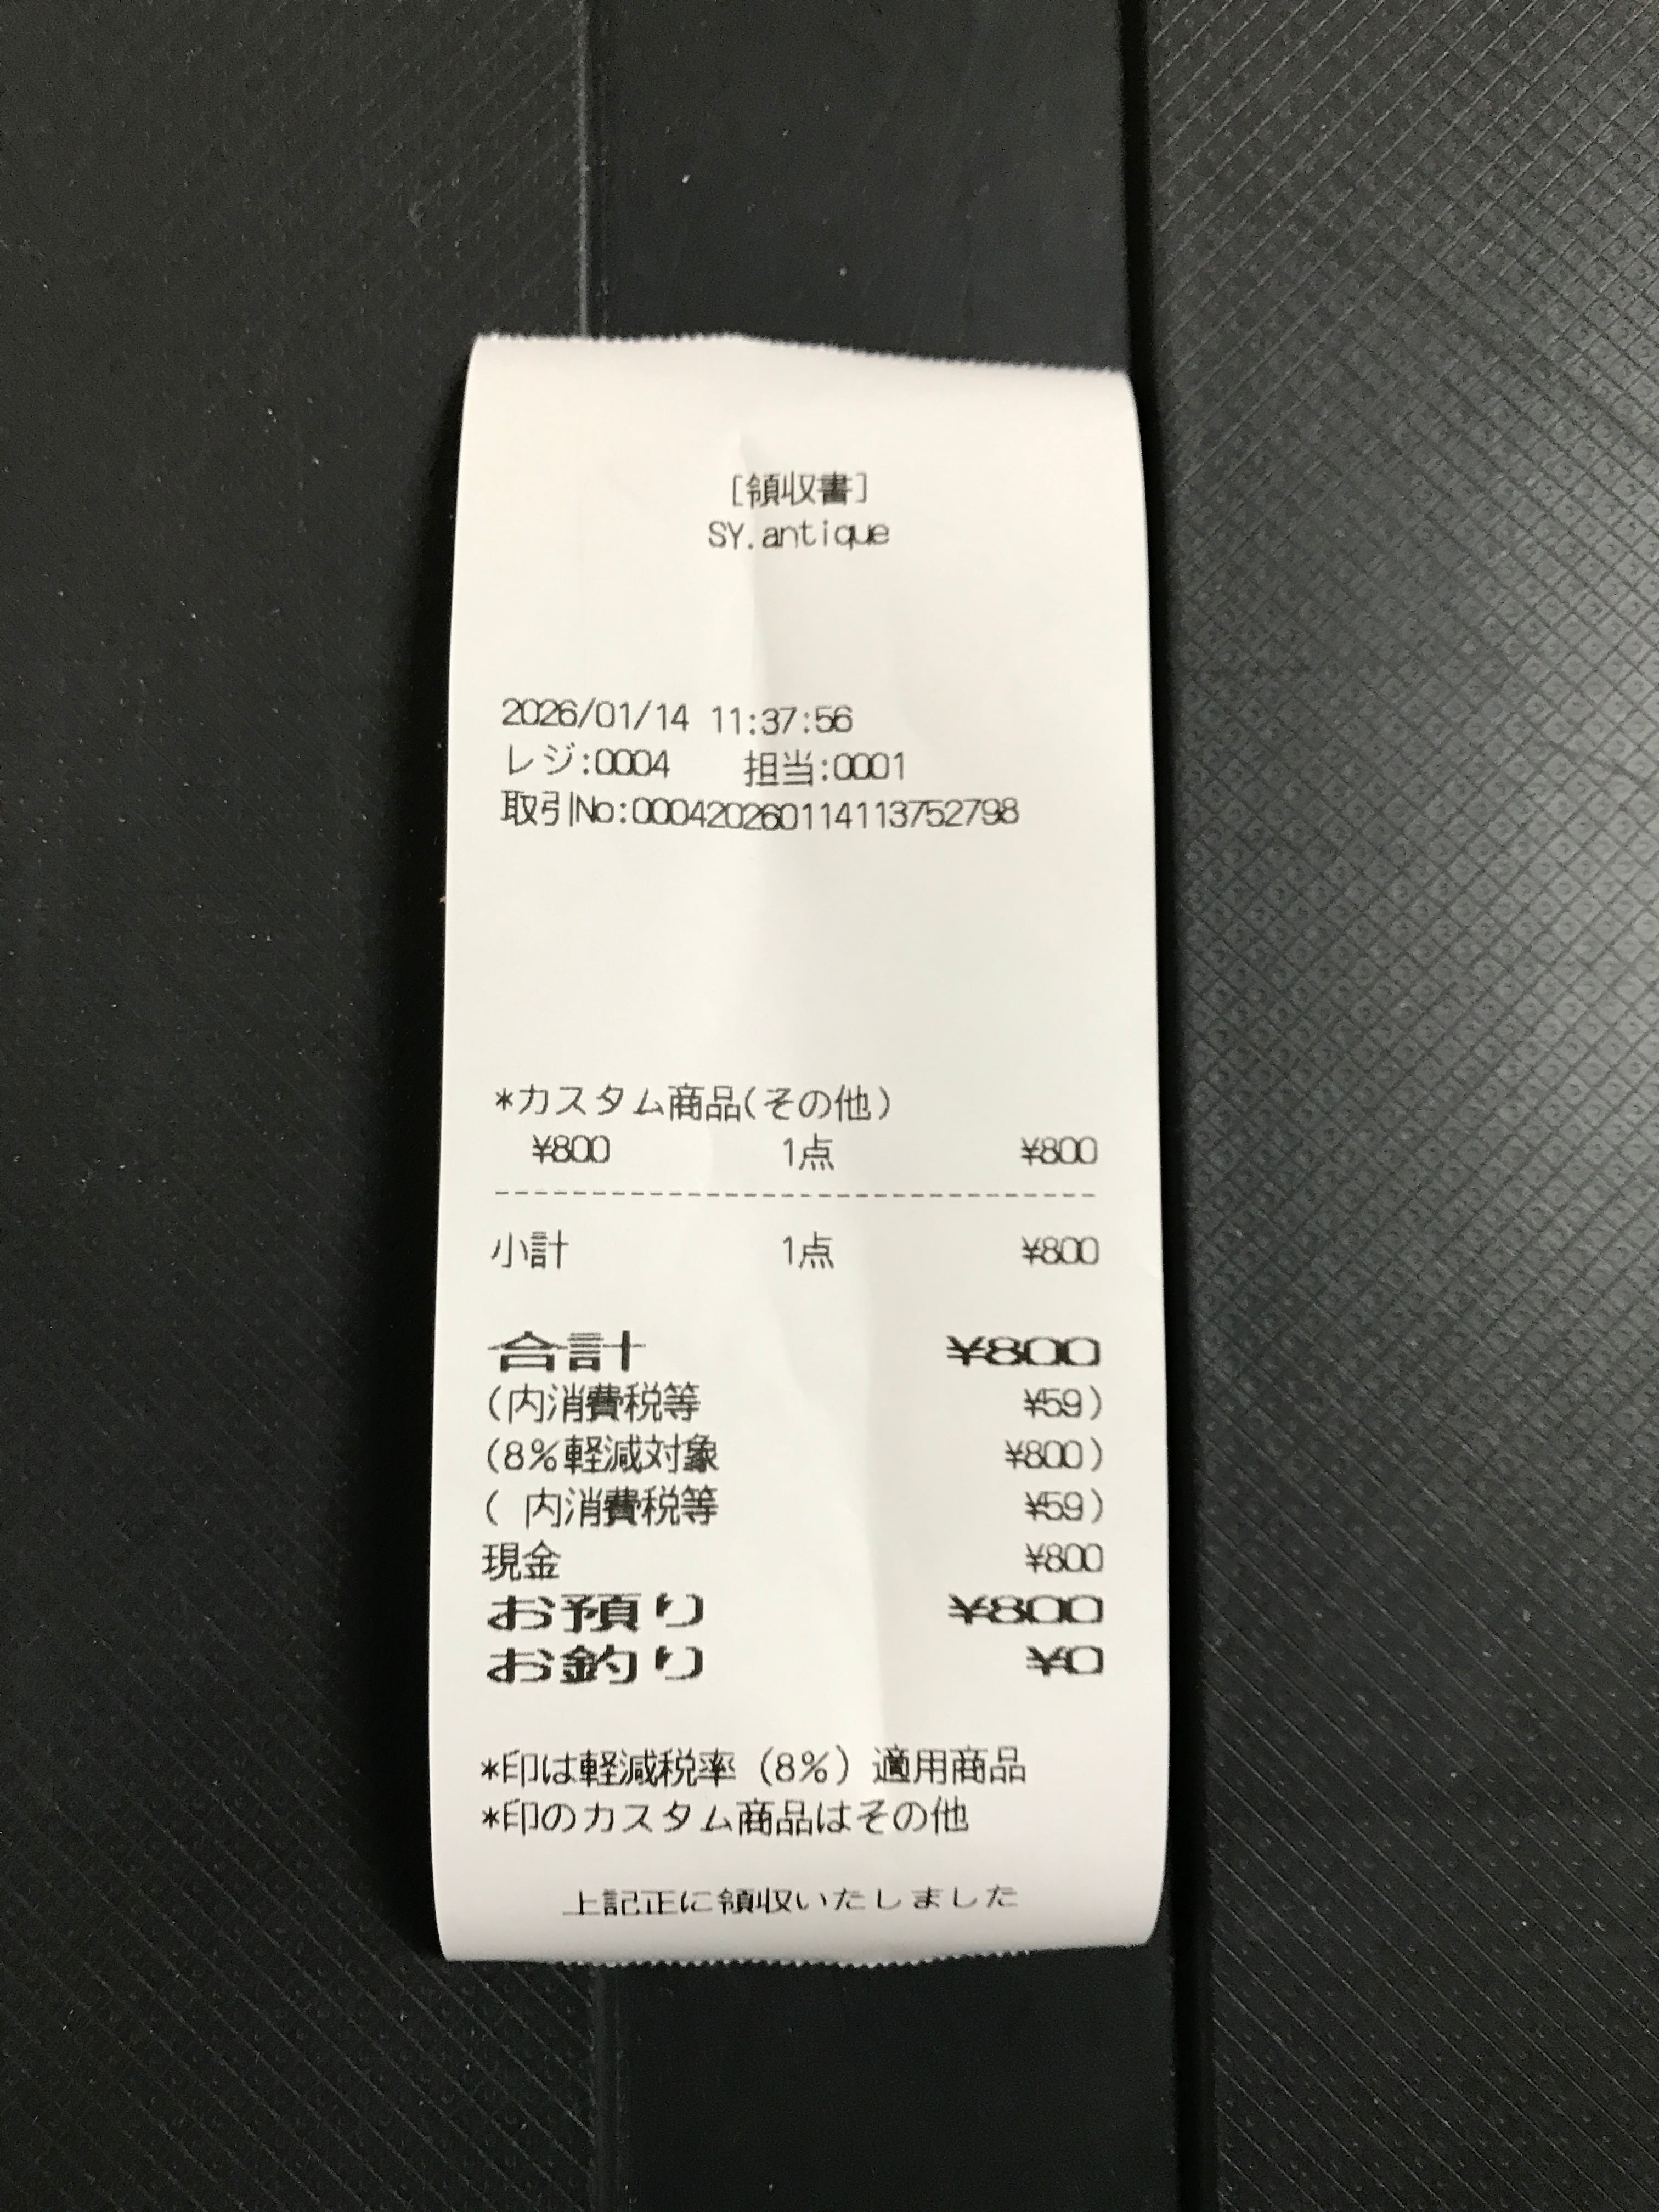 [領収書]
SY.antique
2026/01/14 11:37:56
レジ:0004 担当:0001
取引No:00042026011411375279​8
*カスタム商品(その他)
¥800 1点 ¥800
--------------------------------
小計 1点 ¥800
合計 ¥800
(内消費税等 ¥59)
(8%軽減対象 ¥800)
( 内消費税等 ¥59)
現金 ¥800
お預り ¥800
お釣り ¥0
*印は軽減税率(8%)適用商品
*印のカスタム商品はその他
上記正に領収いたしました